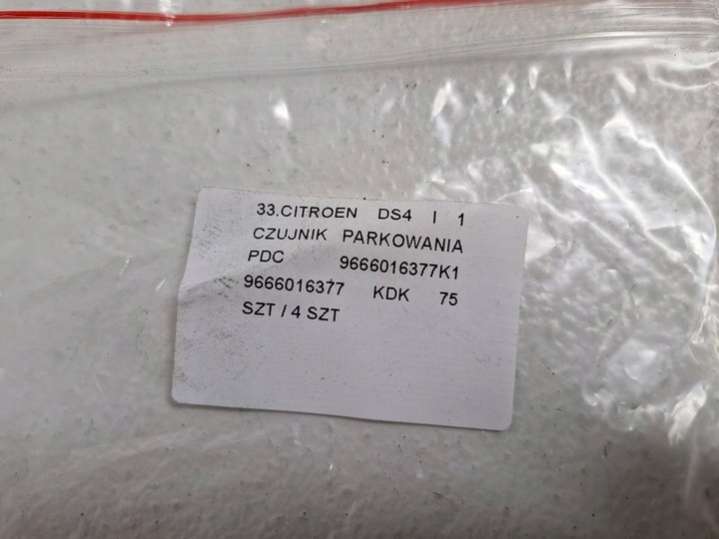 33.CITROEN DS4 I 1
CZUJNIK PARKOWANIA
PDC 9666016377K1
9666016377 KDK 75
SZT / 4 SZT